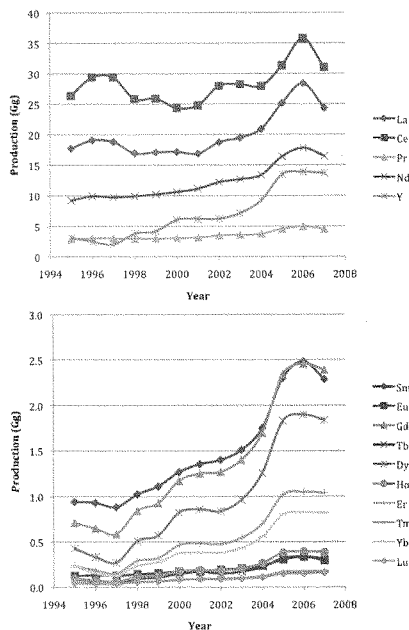 40
35
30
25
20
15
10
5
0
Production (Gg)
1994 1996 1998 2000 2002 2004 2006 2008
Year
La
Ce
Pr
Nd
Y
3.0
2.5
2.0
1.5
1.0
0.5
0.0
Production (Gg)
1994 1996 1998 2000 2002 2004 2006 2008
Year
Sm
Eu
Gd
Tb
Dy
Ho
Er
Tm
Yb
Lu